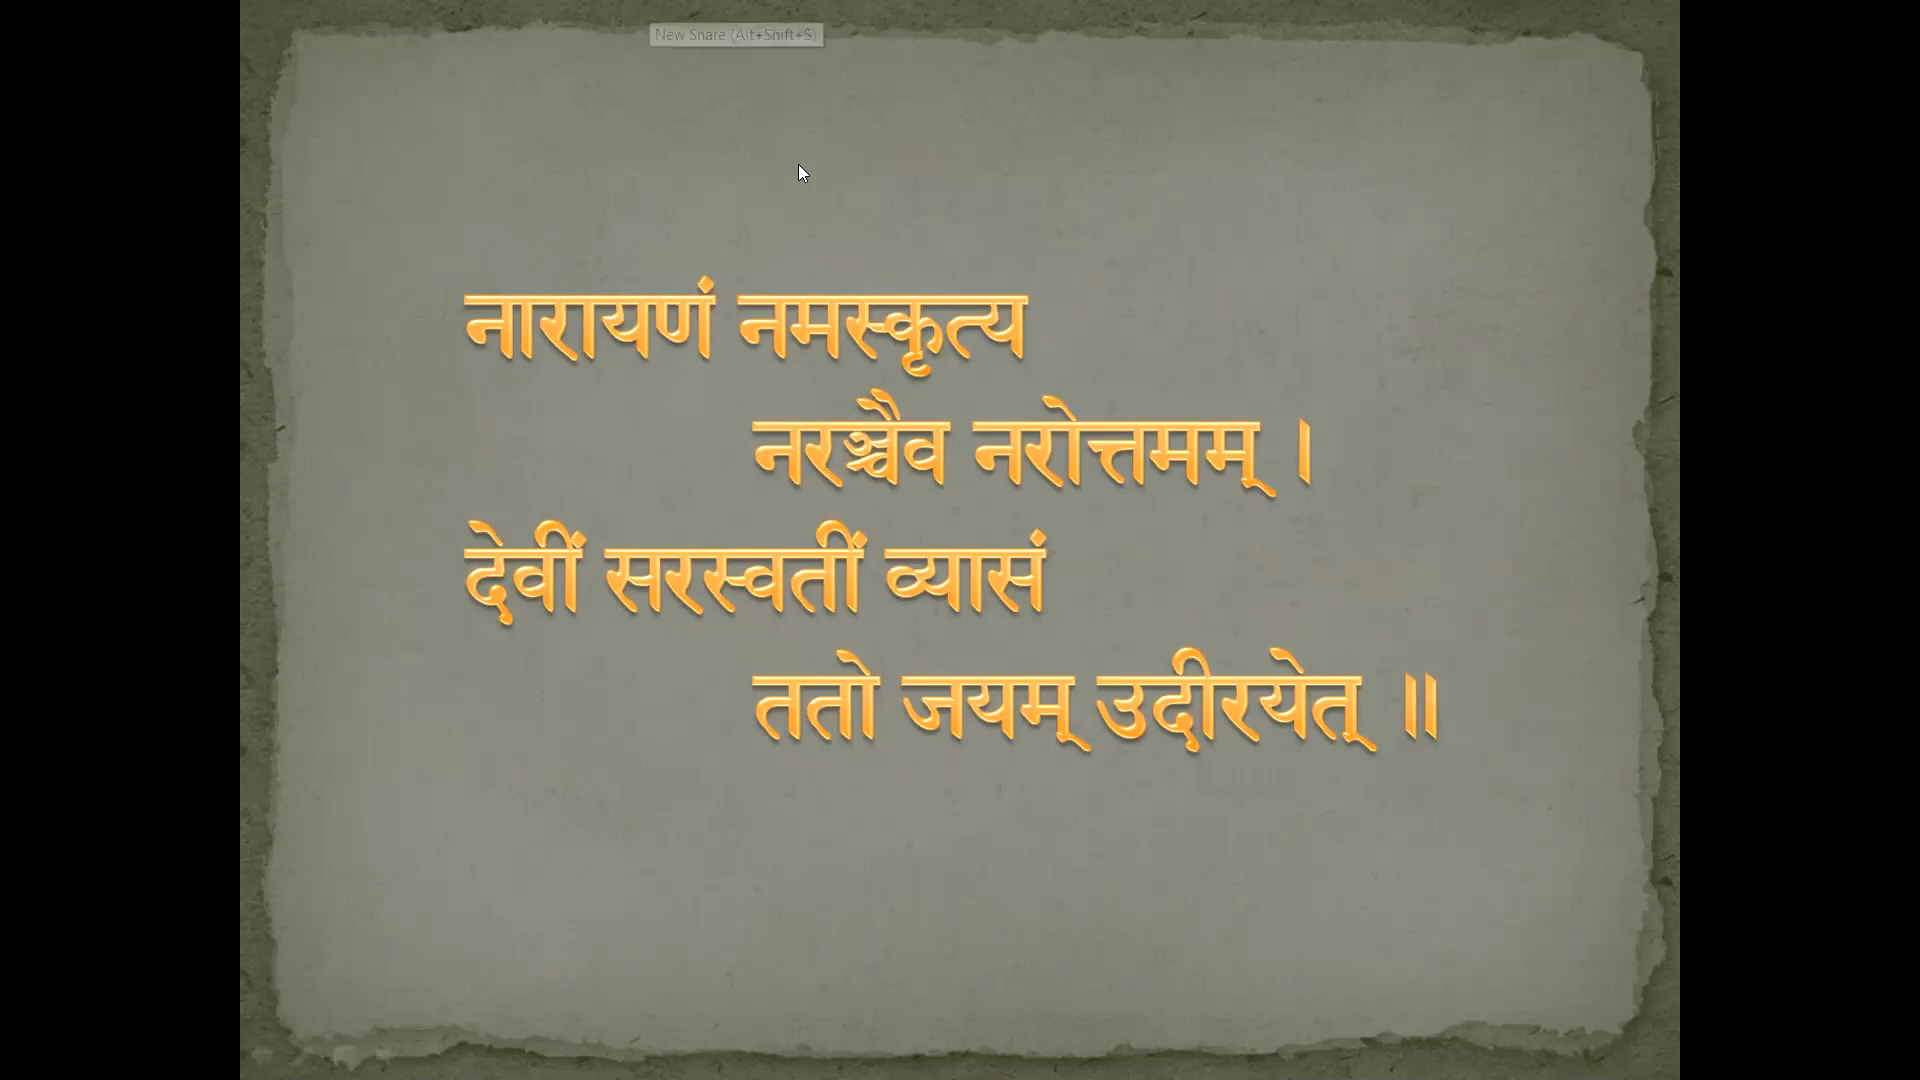 New Share (Alt+Shift+S)
नारायणं नमस्कृत्य
नरञ्चैव नरोत्तमम् ।
देवीं सरस्वतीं व्यासं
ततो जयम् उदीरयेत् ॥